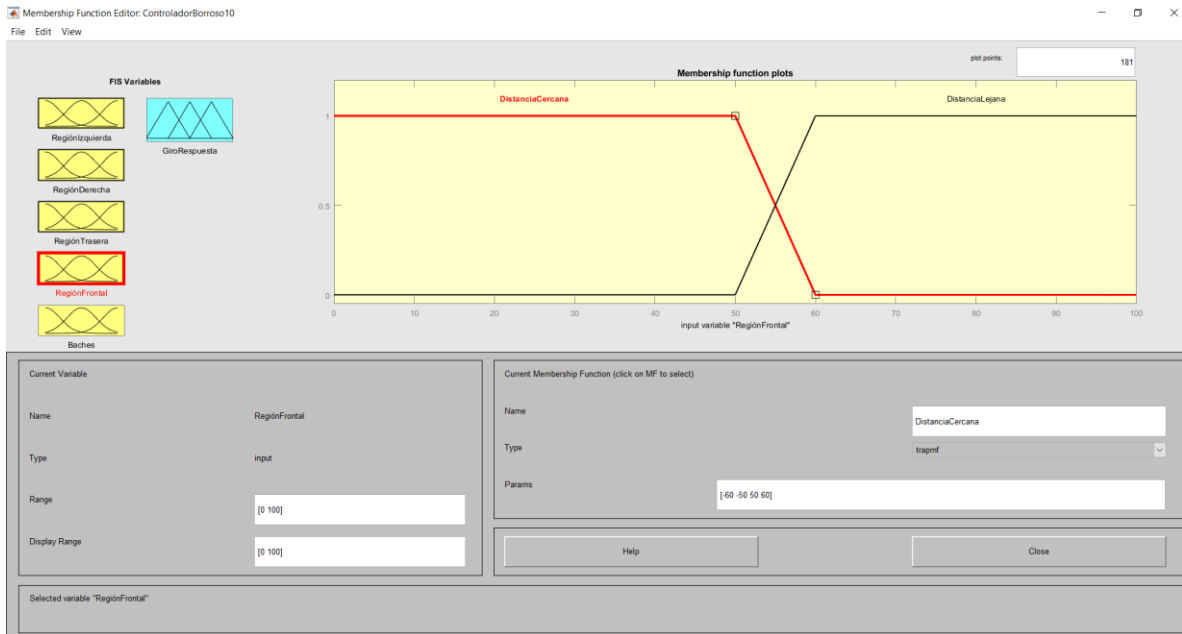 Membership Function Editor: ControladorBorroso10
File Edit View
FIS Variables
RegiónIzquierda
GiroRespuesta
RegiónDerecha
RegiónTrasera
RegiónFrontal
Baches
plot points:
181
Membership function plots
DistanciaCercana
DistanciaLejana
1
0.5
0
0 10 20 30 40 50 60 70 80 90 100
input variable "RegiónFrontal"
Current Variable
Name RegiónFrontal
Type input
Range [0 100]
Display Range [0 100]
Current Membership Function (click on MF to select)
Name DistanciaCercana
Type trapmf
Params [-60 -50 50 60]
Help Close
Selected variable "RegiónFrontal"